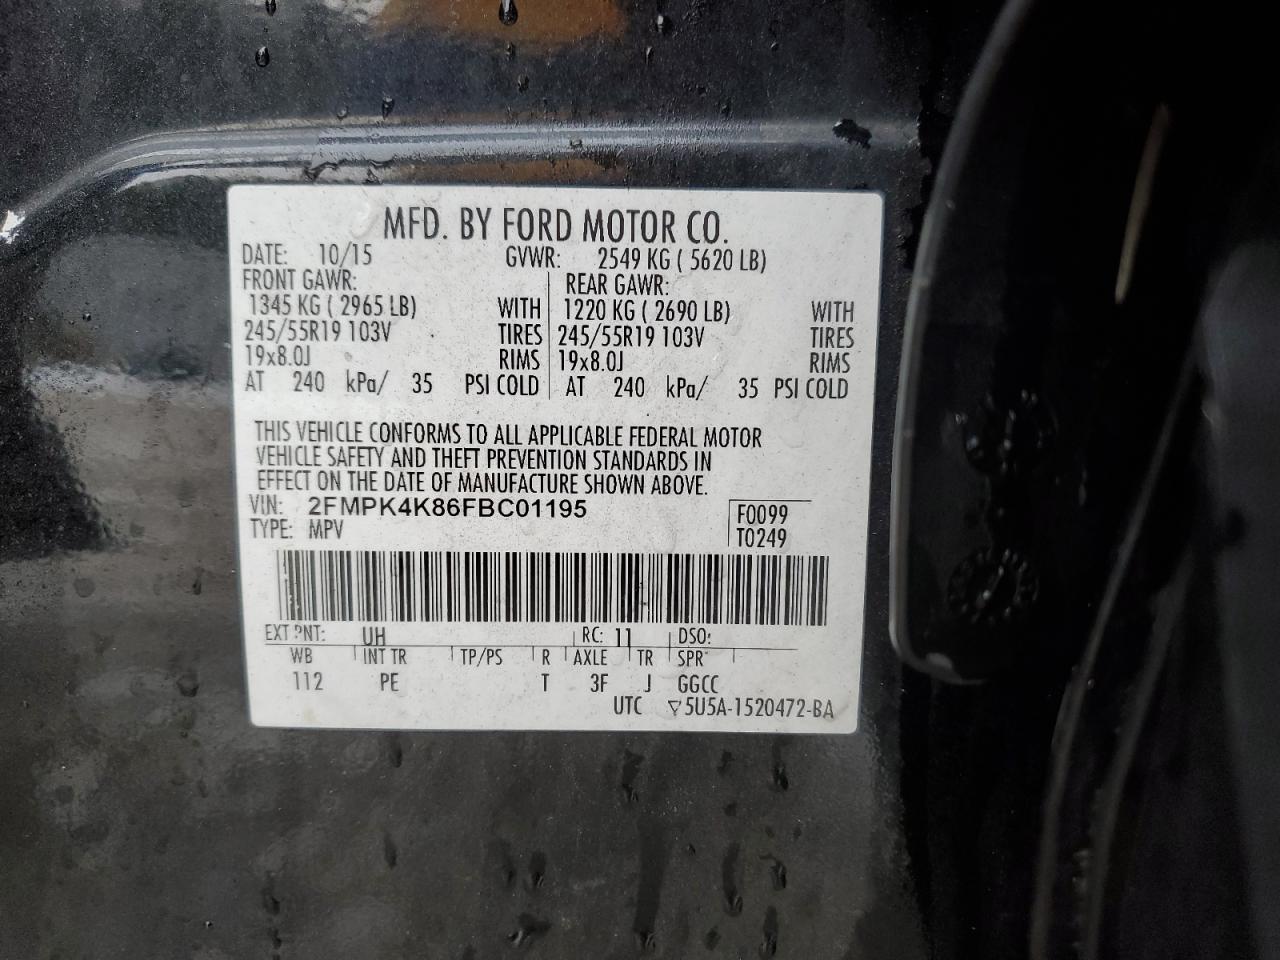 MFD. BY FORD MOTOR CO.
DATE: 10/15 GVWR: 2549 KG ( 5620 LB)
FRONT GAWR: REAR GAWR:
1345 KG ( 2965 LB) WITH 1220 KG ( 2690 LB) WITH
245/55R19 103V TIRES 245/55R19 103V TIRES
19x8.0J RIMS 19x8.0J RIMS
AT 240 kPa/ 35 PSI COLD AT 240 kPa/ 35 PSI COLD
THIS VEHICLE CONFORMS TO ALL APPLICABLE FEDERAL MOTOR
VEHICLE SAFETY AND THEFT PREVENTION STANDARDS IN
EFFECT ON THE DATE OF MANUFACTURE SHOWN ABOVE.
VIN: 2FMPK4K86FBC01195 F0099
TYPE: MPV T0249
EXT PNT: UH RC: 11 DSO:
WB INT TR TP/PS R AXLE TR SPR
112 PE T 3F J GGCC
UTC ▽5U5A-1520472-BA